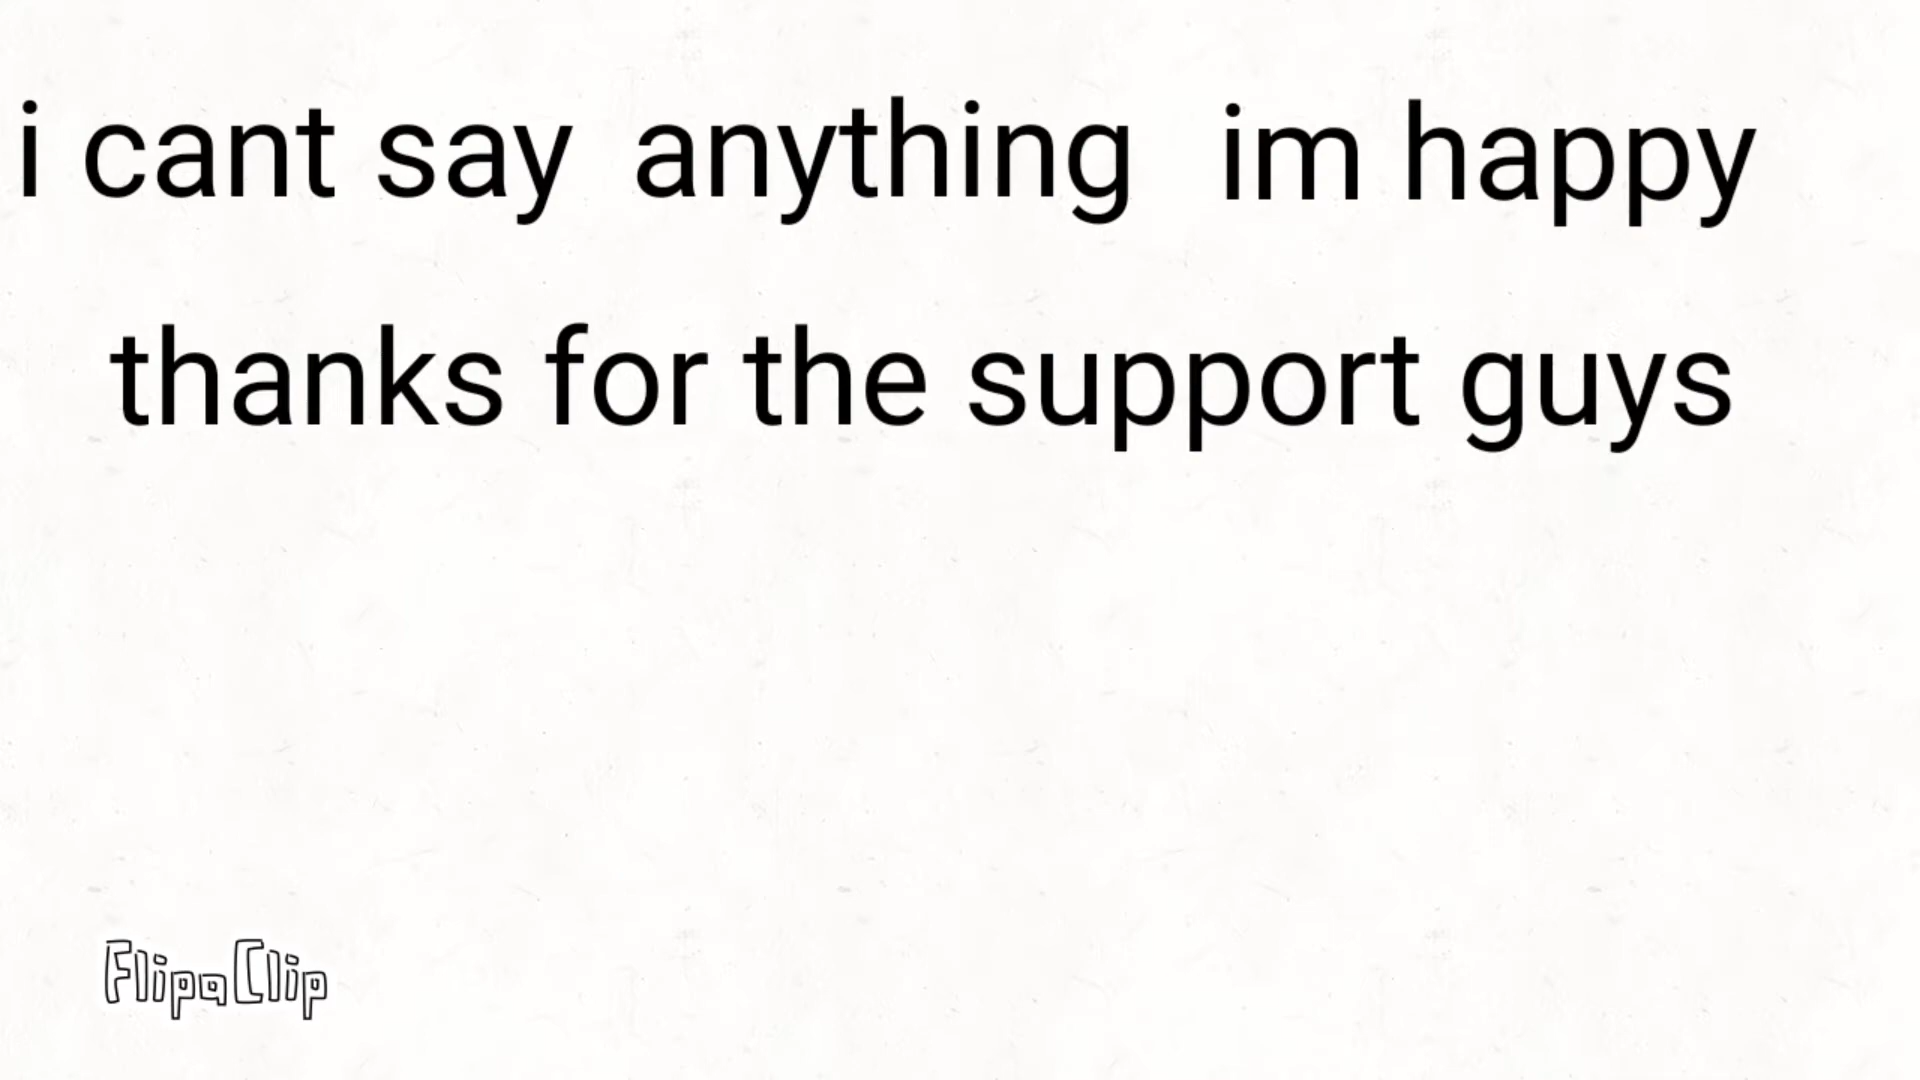 i cant say anything im happy
thanks for the support guys
FlipaClip